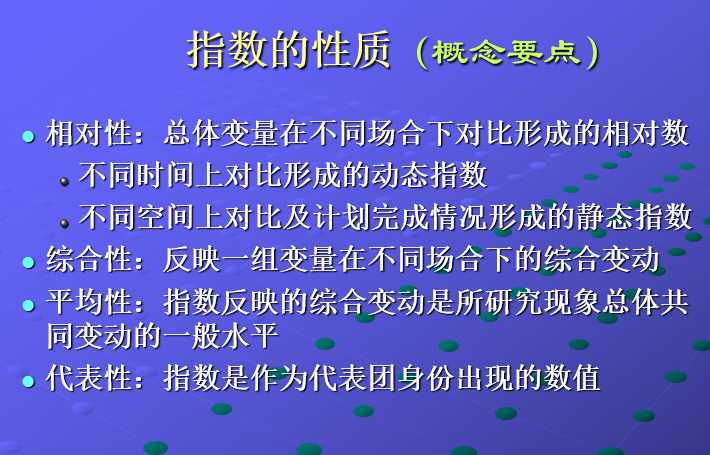 指数的性质（概念要点）
相对性：总体变量在不同场合下对比形成的相对数
不同时间上对比形成的动态指数
不同空间上对比及计划完成情况形成的静态指数
综合性：反映一组变量在不同场合下的综合变动
平均性：指数反映的综合变动是所研究现象总体共
同变动的一般水平
代表性：指数是作为代表团身份出现的数值